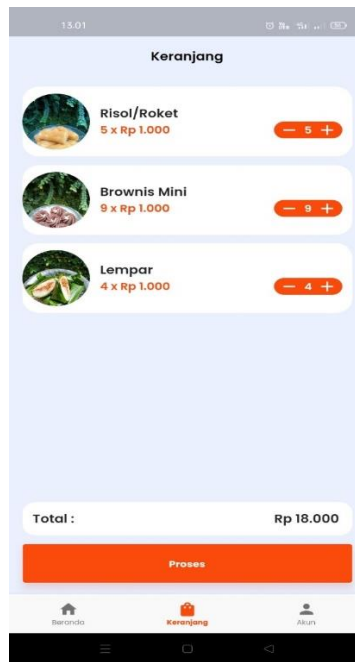 13.01
Keranjang
Risol/Roket
5 x Rp 1.000
5
Brownis Mini
9 x Rp 1.000
9
Lempar
4 x Rp 1.000
4
Total :
Rp 18.000
Proses
Beranda
Keranjang
Akun